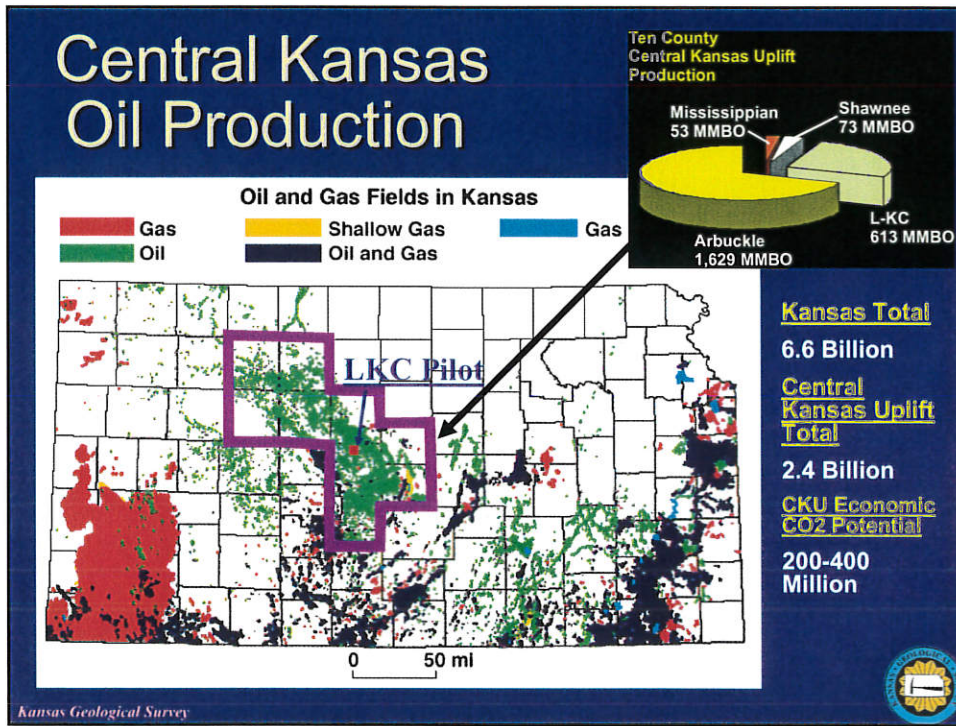 Central Kansas
Oil Production
Ten County
Central Kansas Uplift
Production
Mississippian
53 MMBO
Shawnee
73 MMBO
L-KC
613 MMBO
Arbuckle
1,629 MMBO
Oil and Gas Fields in Kansas
Gas
Shallow Gas
Gas
Oil
Oil and Gas
LKC Pilot
0 50 mi
Kansas Total
6.6 Billion
Central
Kansas Uplift
Total
2.4 Billion
CKU Economic
CO2 Potential
200-400
Million
Kansas Geological Survey